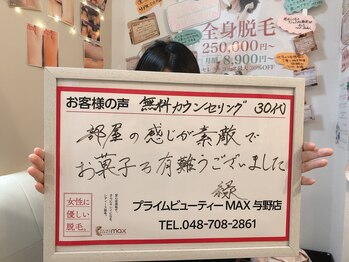 全身脱毛
250,000円~
月額 8,900円~
お客様の声 無料カウンセリング 30代
部屋の感じが素敵で
お菓子も有難うございました
女性に
優しい
脱毛。
max
プライムビューティーMAX 与野店
TEL.048-708-2861